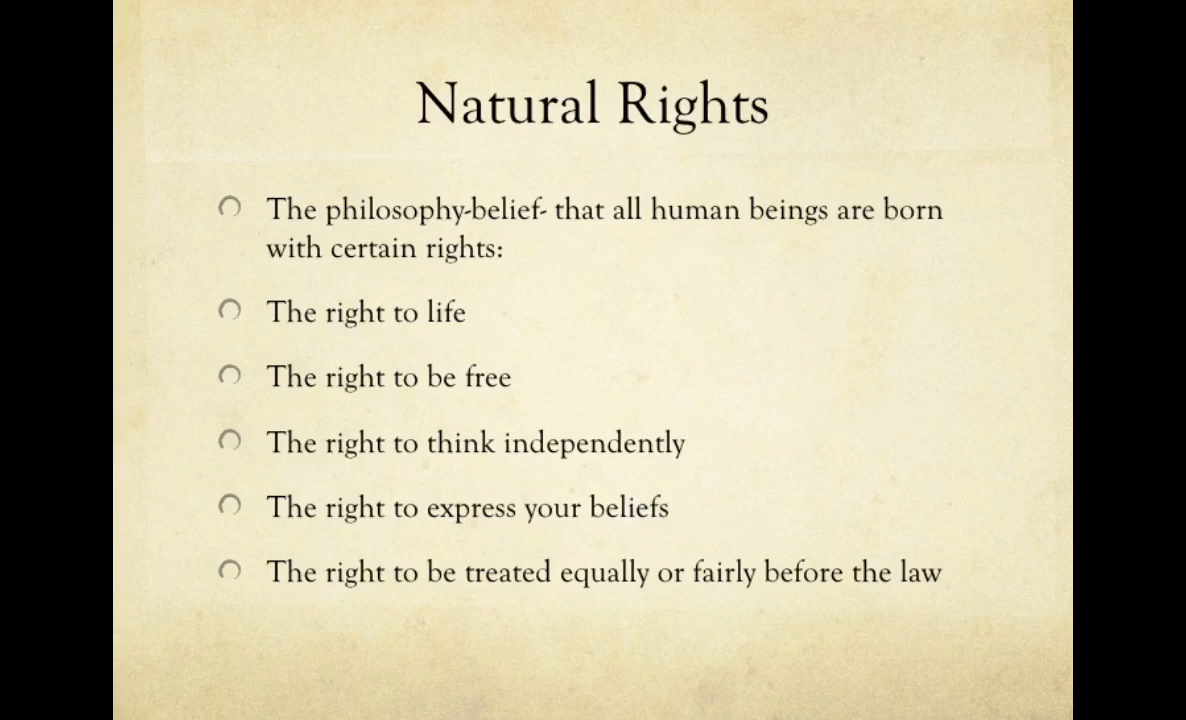 Natural Rights
The philosophy-belief- that all human beings are born
with certain rights:
The right to life
The right to be free
The right to think independently
The right to express your beliefs
The right to be treated equally or fairly before the law